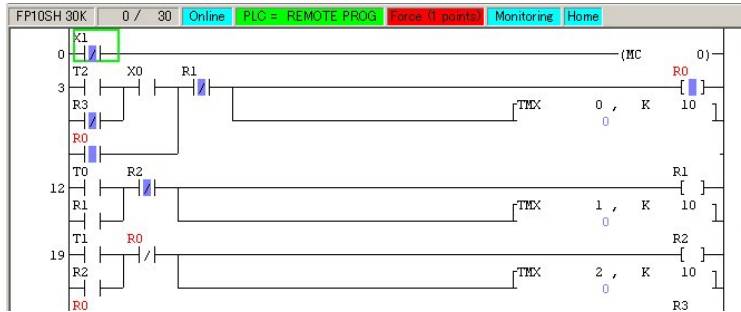 FP10SH 30K 0 / 30 Online PLC = REMOTE PROG Force (1 points) Monitoring Home
X1
0 (MC 0)
T2 X0 R1 R0
3
R3 TMX 0 , K 10
0
R0
T0 R2 R1
12
R1 TMX 1 , K 10
0
T1 R0 R2
19
R2 TMX 2 , K 10
0
R0 R3